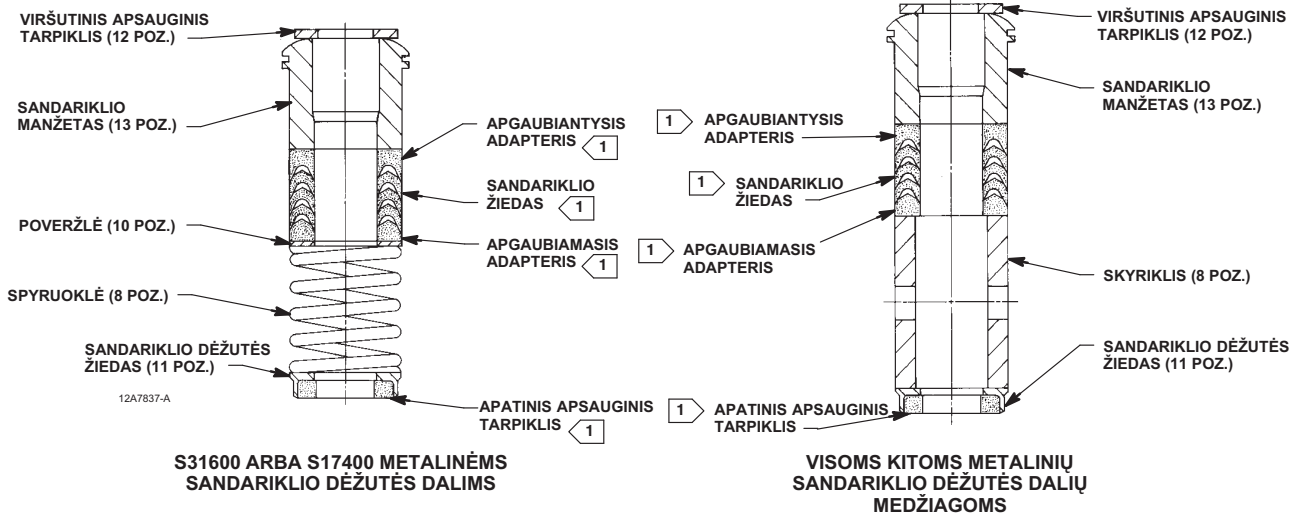 VIRŠUTINIS APSAUGINIS
TARPIKLIS (12 POZ.)
SANDARIKLIO
MANŽETAS (13 POZ.)
APGAUBIANTYSIS
ADAPTERIS 1
SANDARIKLIO
ŽIEDAS 1
POVERŽLĖ (10 POZ.)
APGAUBIAMASIS
ADAPTERIS 1
SPYRUOKLĖ (8 POZ.)
SANDARIKLIO DĖŽUTĖS
ŽIEDAS (11 POZ.)
12A7837-A
APATINIS APSAUGINIS
TARPIKLIS 1
S31600 ARBA S17400 METALINĖMS
SANDARIKLIO DĖŽUTĖS DALIMS
VIRŠUTINIS APSAUGINIS
TARPIKLIS (12 POZ.)
SANDARIKLIO
MANŽETAS (13 POZ.)
1 APGAUBIANTYSIS
ADAPTERIS
1 SANDARIKLIO
ŽIEDAS
1 APGAUBIAMASIS
ADAPTERIS
SKYRIKLIS (8 POZ.)
SANDARIKLIO DĖŽUTĖS
ŽIEDAS (11 POZ.)
1 APATINIS APSAUGINIS
TARPIKLIS
VISOMS KITOMS METALINIŲ
SANDARIKLIO DĖŽUTĖS DALIŲ
MEDŽIAGOMS